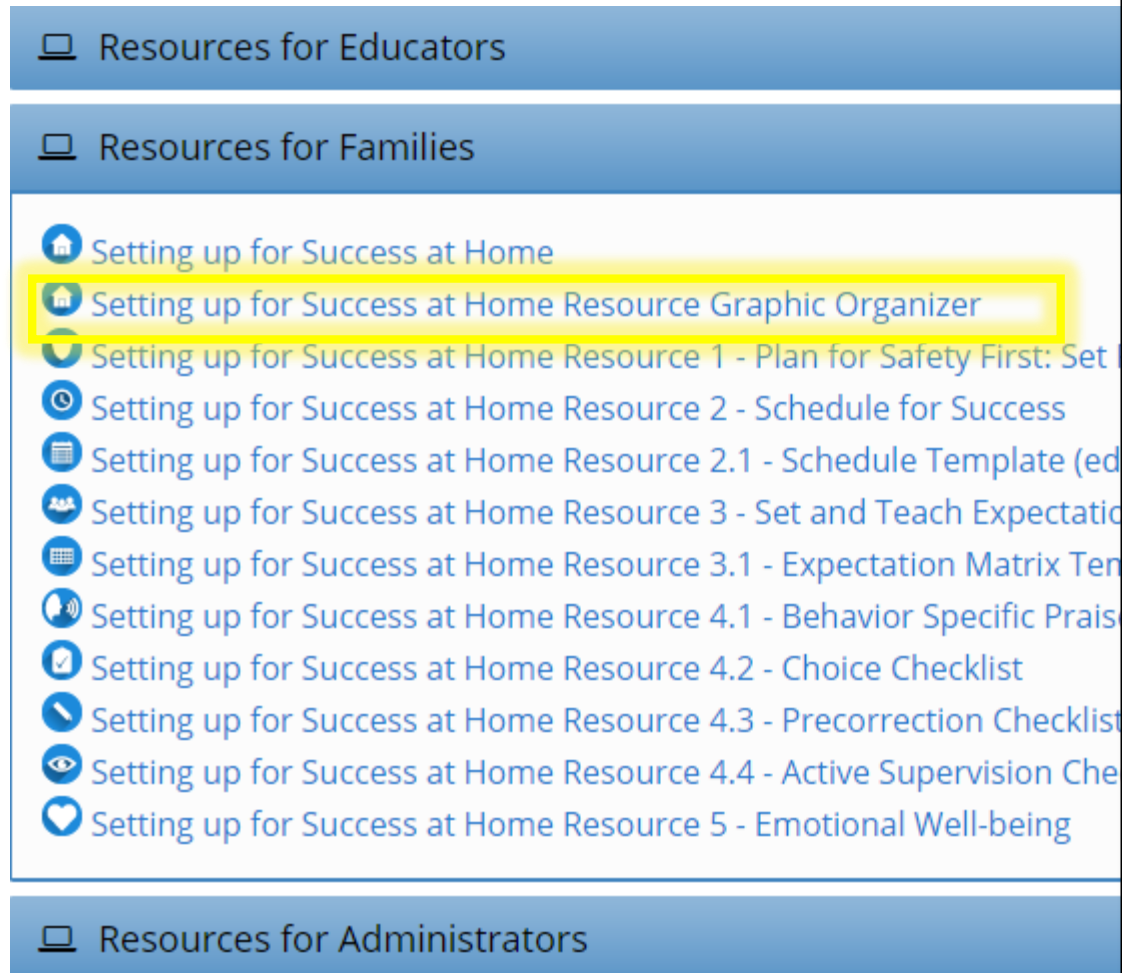 Resources for Educators
Resources for Families
Setting up for Success at Home
Setting up for Success at Home Resource Graphic Organizer
Setting up for Success at Home Resource 1 - Plan for Safety First: Set
Setting up for Success at Home Resource 2 - Schedule for Success
Setting up for Success at Home Resource 2.1 - Schedule Template (ed
Setting up for Success at Home Resource 3 - Set and Teach Expectatio
Setting up for Success at Home Resource 3.1 - Expectation Matrix Tem
Setting up for Success at Home Resource 4.1 - Behavior Specific Praise
Setting up for Success at Home Resource 4.2 - Choice Checklist
Setting up for Success at Home Resource 4.3 - Precorrection Checklist
Setting up for Success at Home Resource 4.4 - Active Supervision Che
Setting up for Success at Home Resource 5 - Emotional Well-being
Resources for Administrators